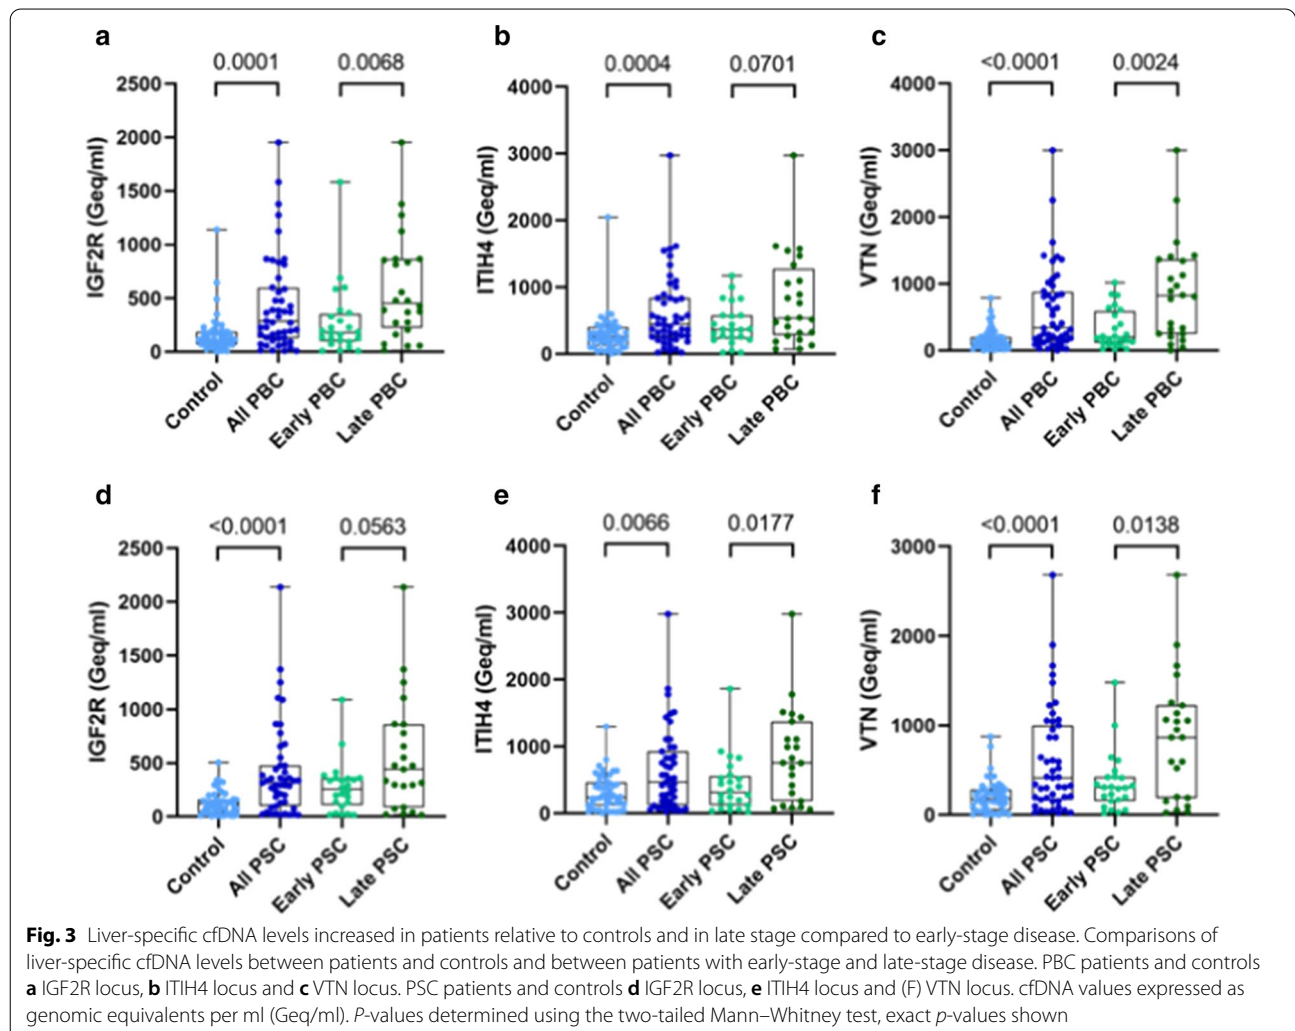 a
0.0001 0.0068
2500
2000
1500
1000
500
0
IGF2R (Geq/ml)
Control All PBC Early PBC Late PBC
b
0.0004 0.0701
4000
3000
2000
1000
0
ITIH4 (Geq/ml)
Control All PBC Early PBC Late PBC
c
<0.0001 0.0024
4000
3000
2000
1000
0
VTN (Geq/ml)
Control All PBC Early PBC Late PBC
d
<0.0001 0.0563
2500
2000
1500
1000
500
0
IGF2R (Geq/ml)
Control All PSC Early PSC Late PSC
e
0.0066 0.0177
4000
3000
2000
1000
0
ITIH4 (Geq/ml)
Control All PSC Early PSC Late PSC
f
<0.0001 0.0138
3000
2000
1000
0
VTN (Geq/ml)
Control All PSC Early PSC Late PSC
Fig. 3 Liver-specific cfDNA levels increased in patients relative to controls and in late stage compared to early-stage disease. Comparisons of
liver-specific cfDNA levels between patients and controls and between patients with early-stage and late-stage disease. PBC patients and controls
a IGF2R locus, b ITIH4 locus and c VTN locus. PSC patients and controls d IGF2R locus, e ITIH4 locus and (F) VTN locus. cfDNA values expressed as
genomic equivalents per ml (Geq/ml). P-values determined using the two-tailed Mann–Whitney test, exact p-values shown